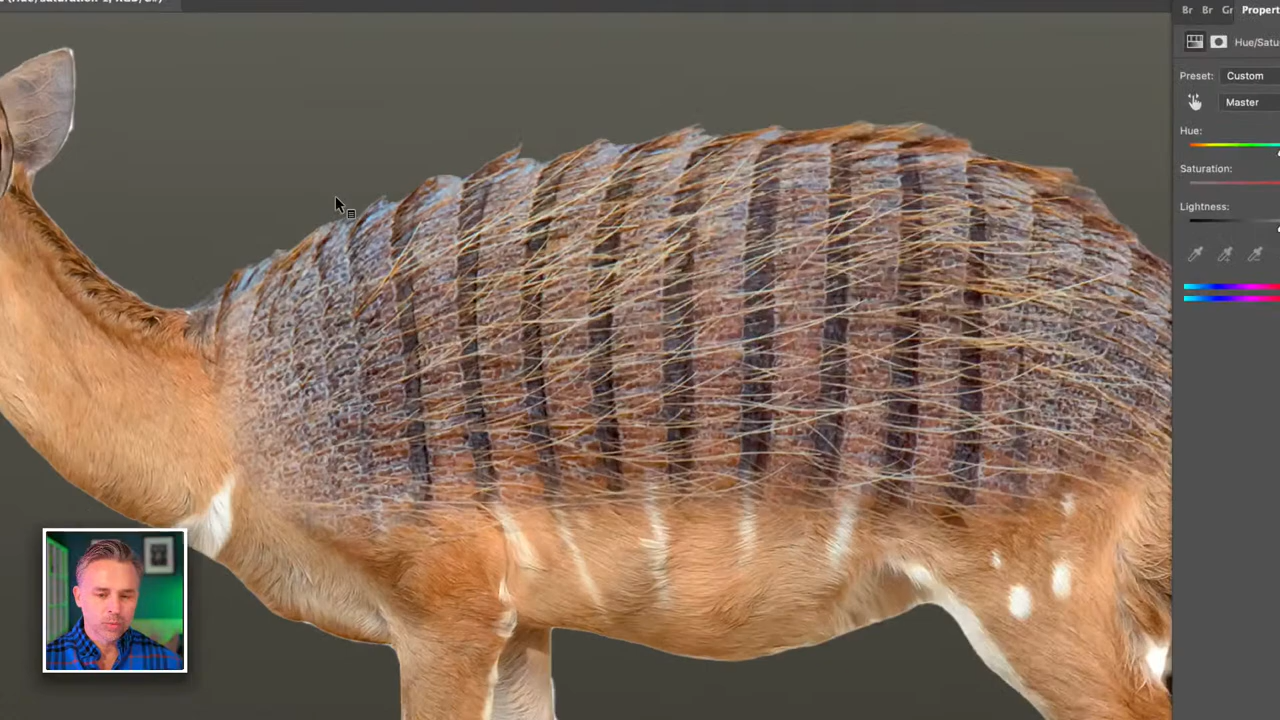 Br Br Gr Propert
Hue/Satu
Preset: Custom
Master
Hue:
Saturation:
Lightness: